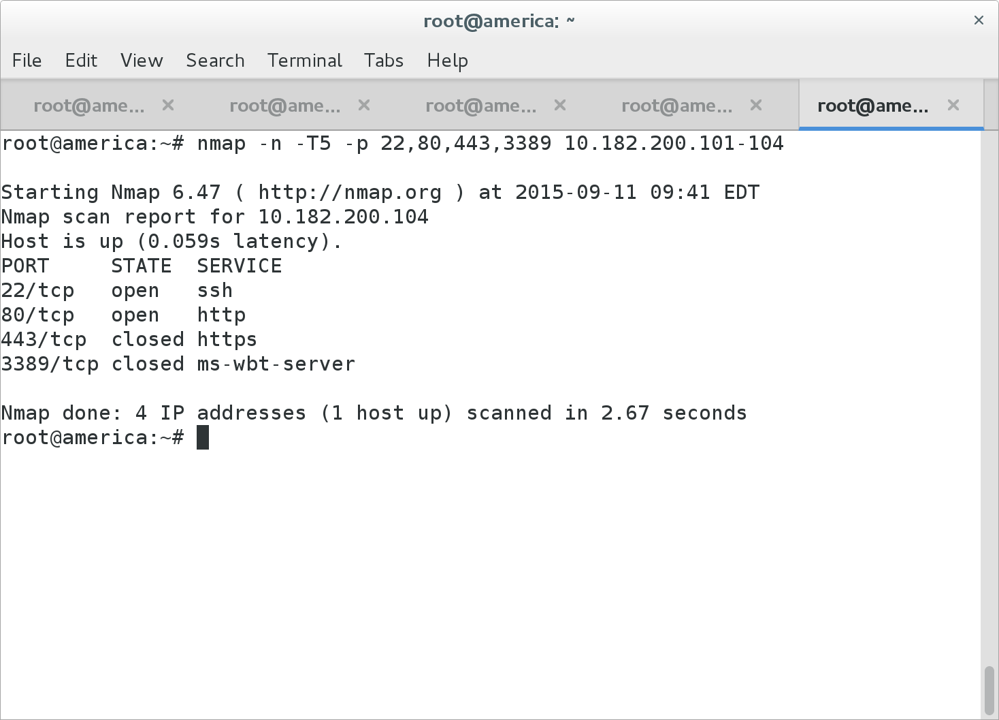 root@america: ~
File Edit View Search Terminal Tabs Help
root@ame... root@ame... root@ame... root@ame... root@ame...
root@america:~# nmap -n -T5 -p 22,80,443,3389 10.182.200.101-104
Starting Nmap 6.47 ( http://nmap.org ) at 2015-09-11 09:41 EDT
Nmap scan report for 10.182.200.104
Host is up (0.059s latency).
PORT     STATE  SERVICE
22/tcp   open   ssh
80/tcp   open   http
443/tcp  closed https
3389/tcp closed ms-wbt-server
Nmap done: 4 IP addresses (1 host up) scanned in 2.67 seconds
root@america:~#